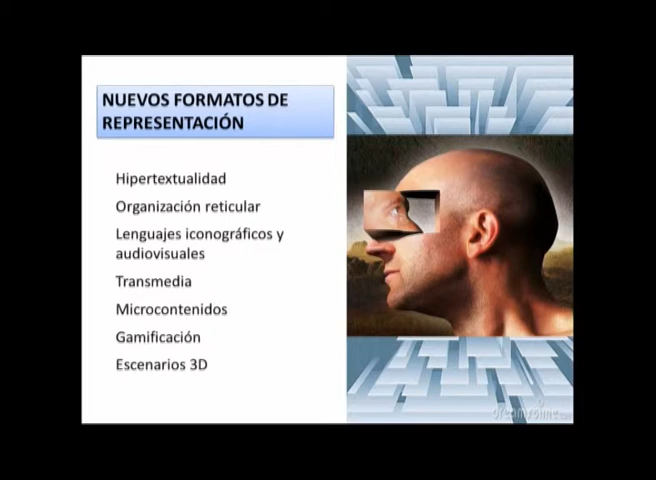 NUEVOS FORMATOS DE
REPRESENTACIÓN
Hipertextualidad
Organización reticular
Lenguajes iconográficos y
audiovisuales
Transmedia
Microcontenidos
Gamificación
Escenarios 3D